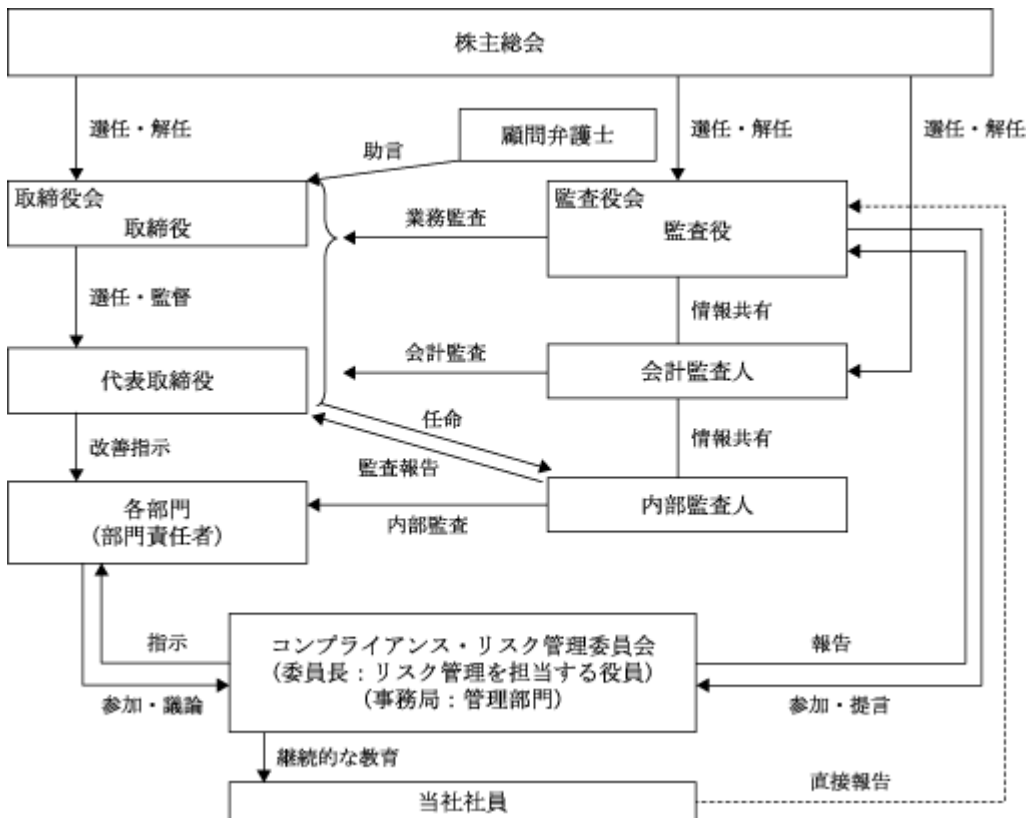 株主総会
選任・解任
選任・解任
選任・解任
顧問弁護士
助言
取締役会
取締役
監査役会
監査役
業務監査
選任・監督
情報共有
代表取締役
会計監査
会計監査人
任命
情報共有
改善指示
監査報告
各部門
(部門責任者)
内部監査
内部監査人
指示
コンプライアンス・リスク管理委員会
(委員長：リスク管理を担当する役員)
(事務局：管理部門)
報告
参加・議論
参加・提言
継続的な教育
直接報告
当社社員